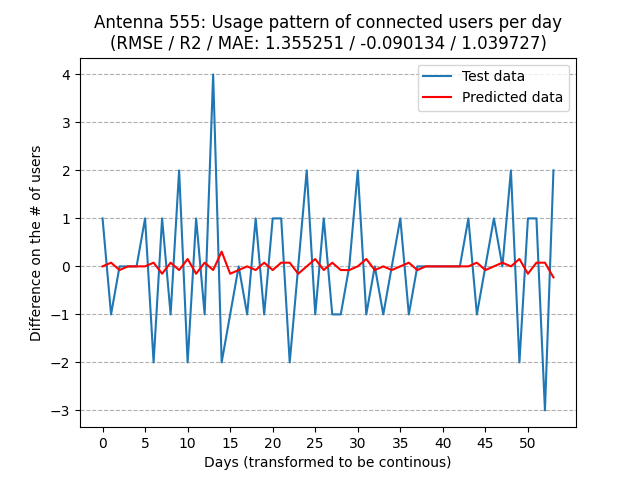 Antenna 555: Usage pattern of connected users per day
(RMSE / R2 / MAE: 1.355251 / -0.090134 / 1.039727)
Test data
Predicted data
Difference on the # of users
4
3
2
1
0
−1
−2
−3
0 5 10 15 20 25 30 35 40 45 50
Days (transformed to be continous)